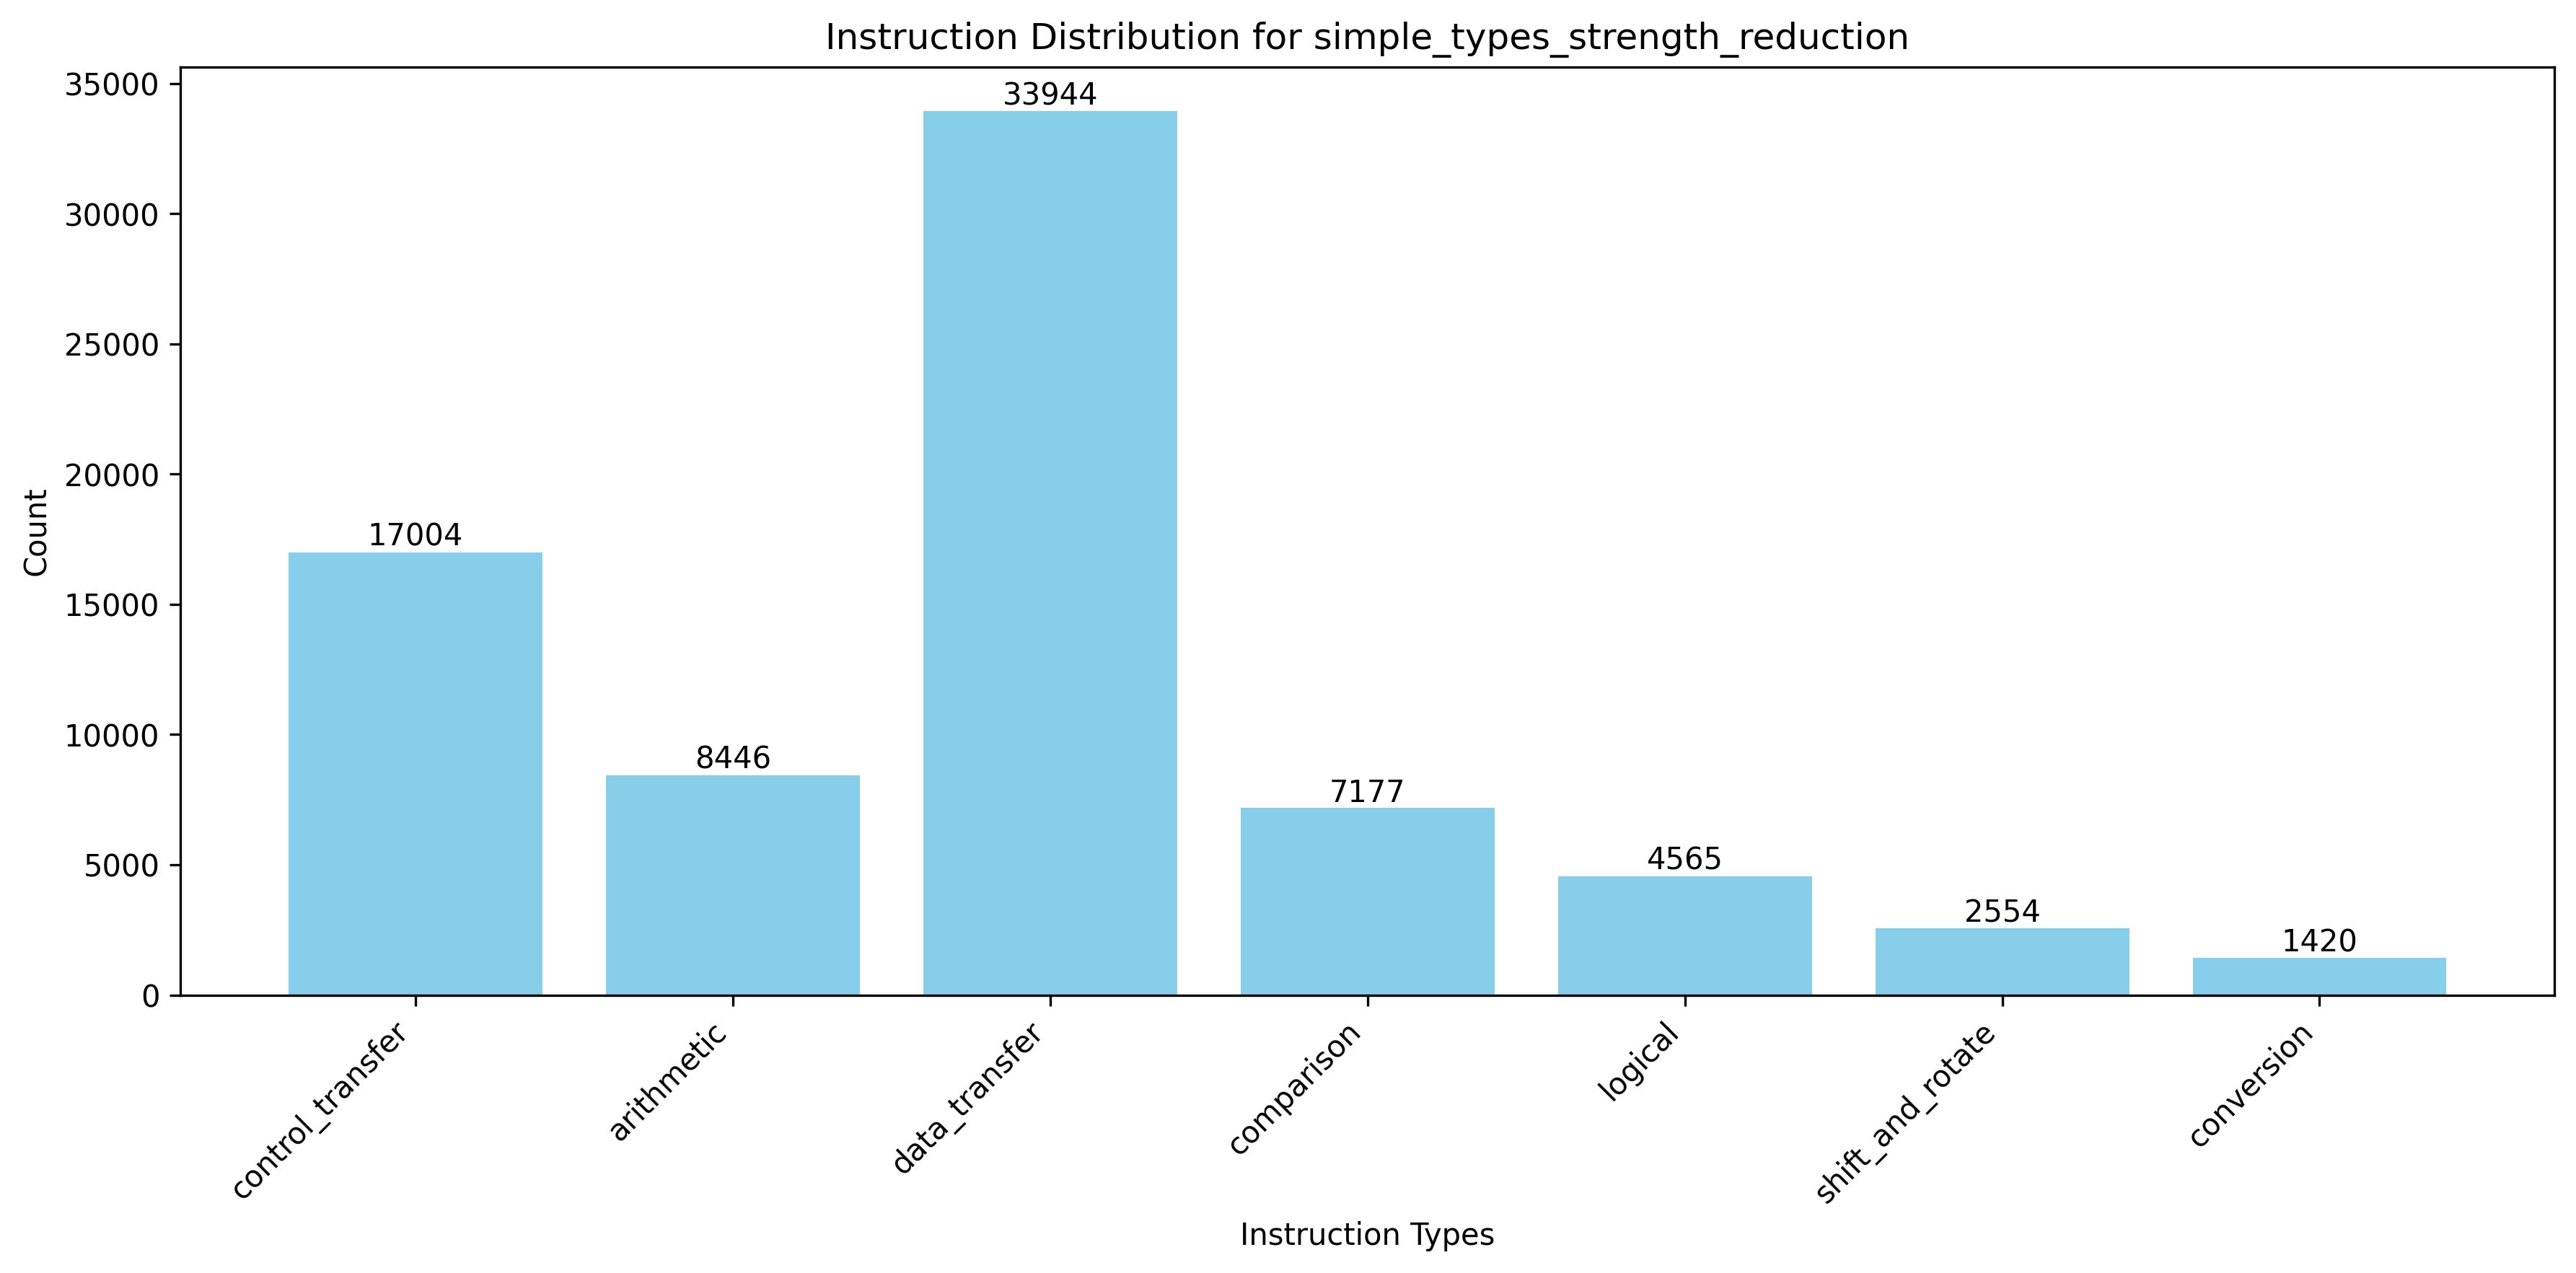 Instruction Distribution for simple_types_strength_reduction
35000
30000
25000
20000
15000
10000
5000
0
Count
17004
8446
33944
7177
4565
2554
1420
control_transfer
arithmetic
data_transfer
comparison
logical
shift_and_rotate
conversion
Instruction Types